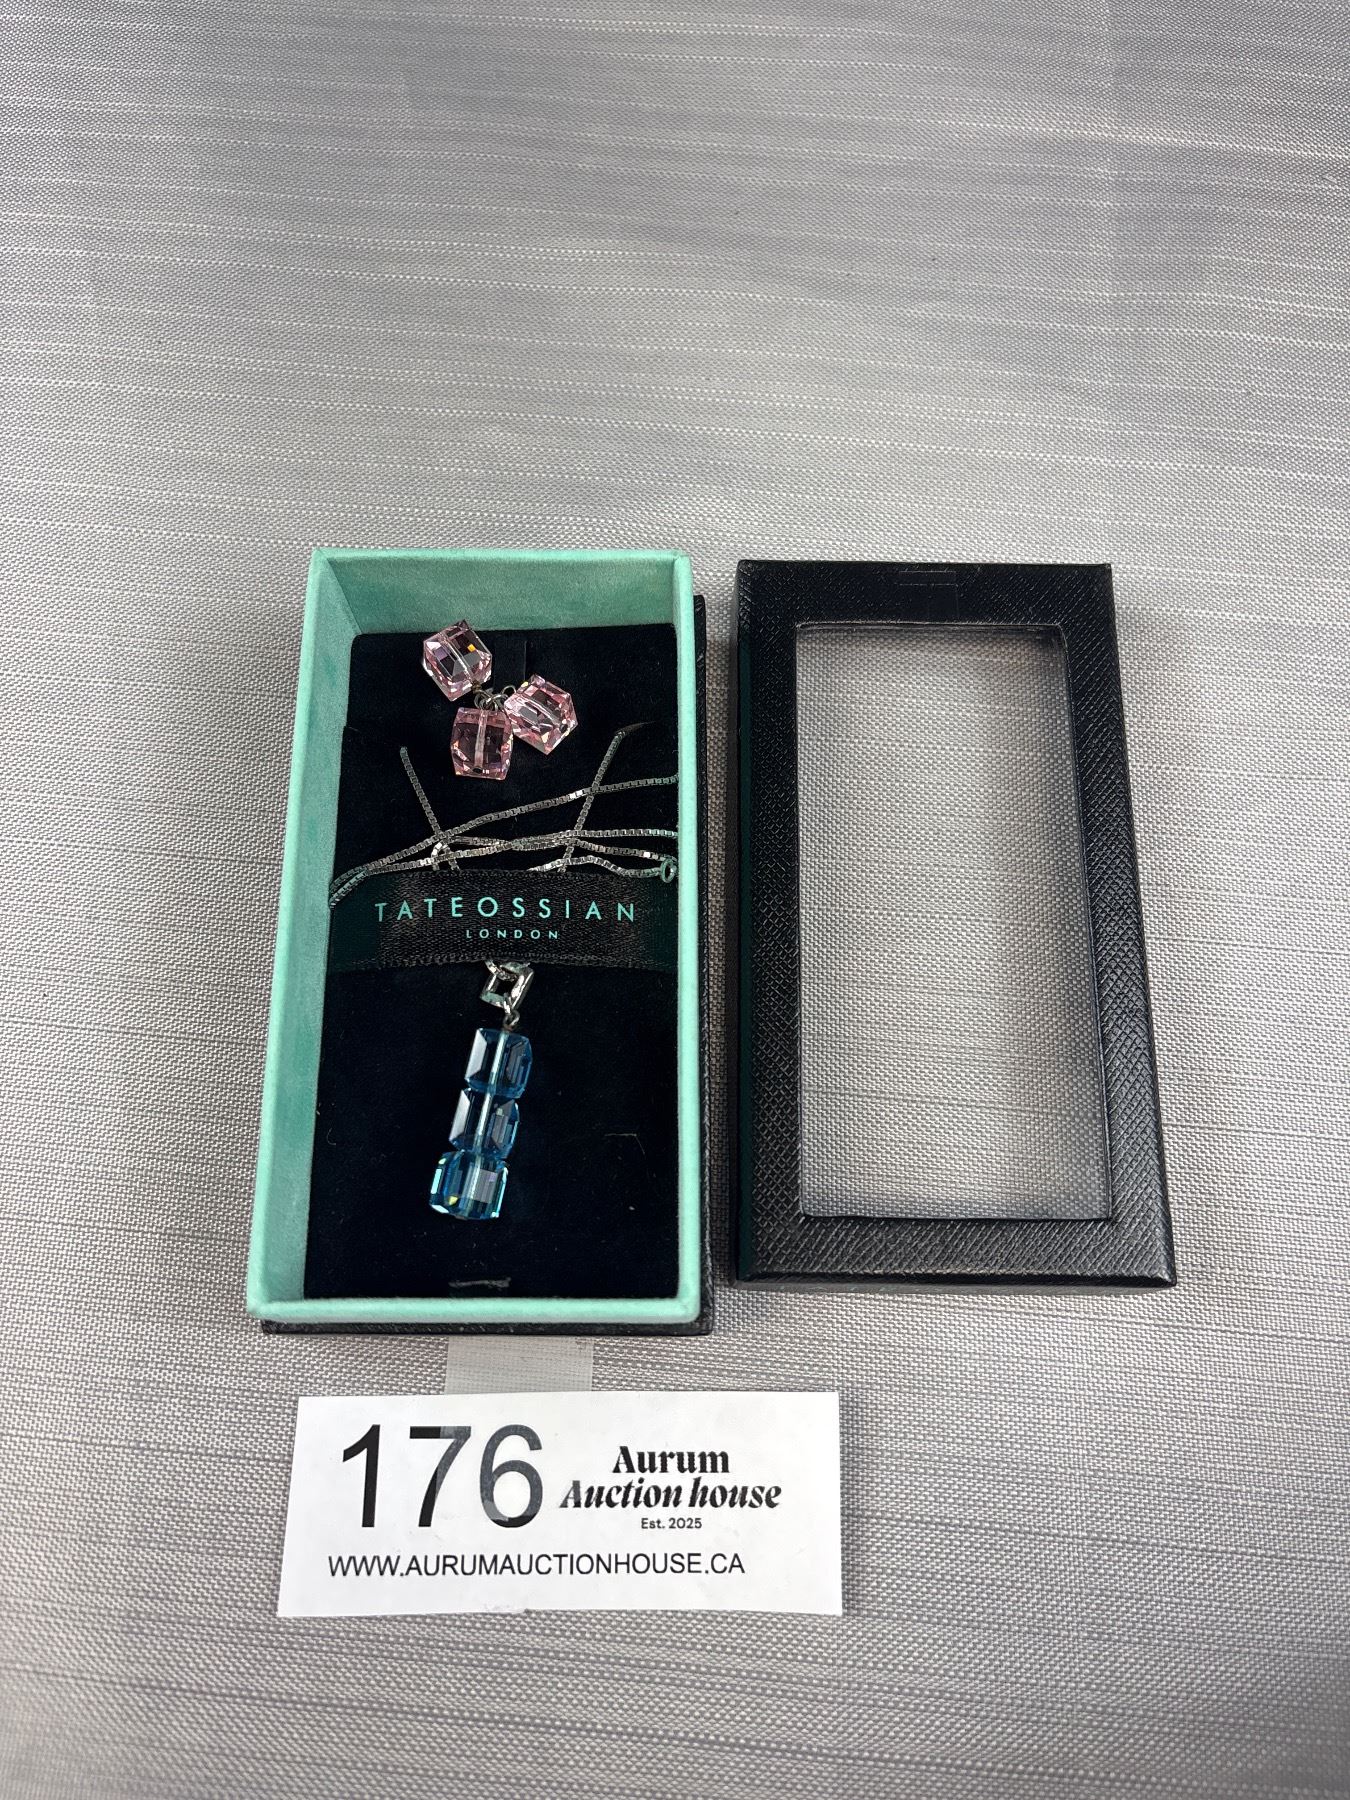 TATEOSSIAN
LONDON
176
Aurum
Auction house
Est. 2025
WWW.AURUMAUCTIONHOUSE.CA